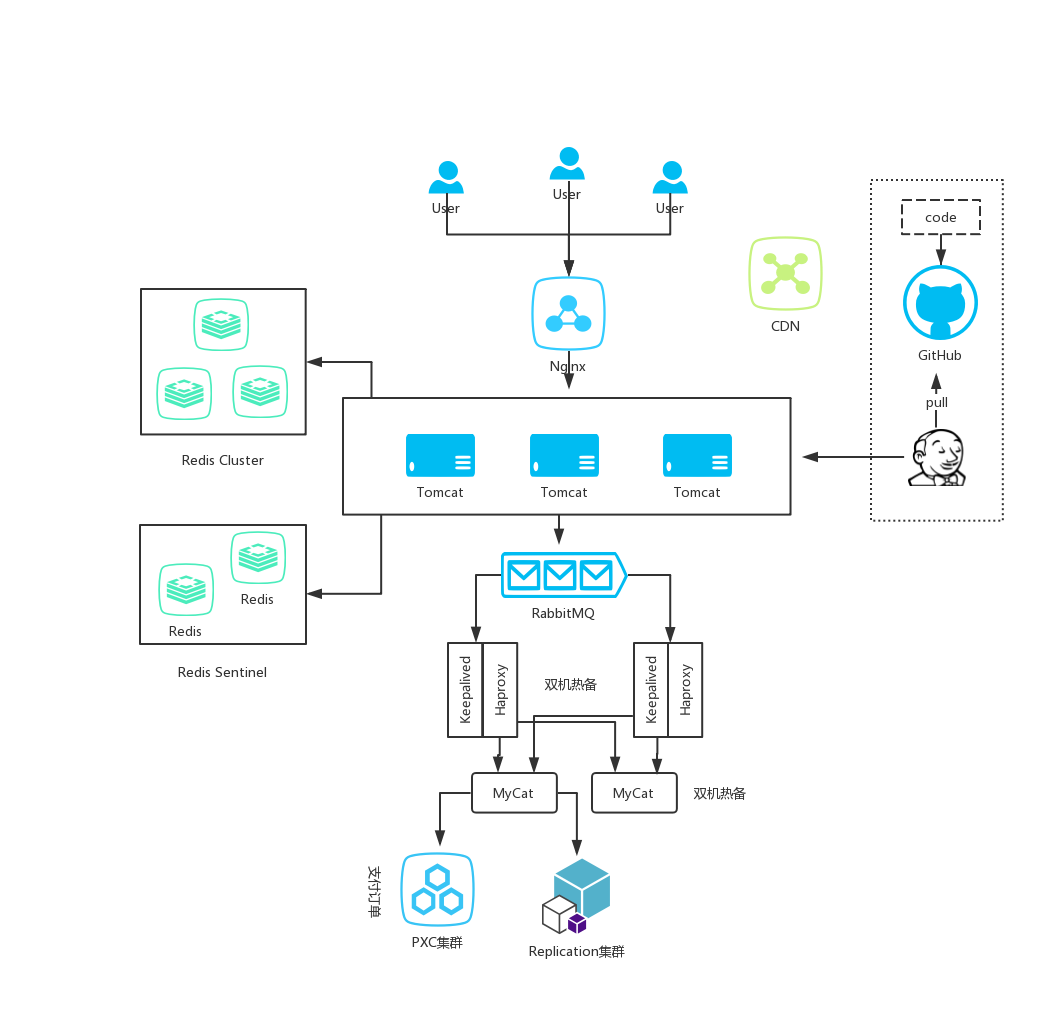 User
User
User
code
CDN
GitHub
Nginx
pull
Redis Cluster
Tomcat
Tomcat
Tomcat
Redis
RabbitMQ
Redis
Redis Sentinel
Keepalived
Haproxy
双机热备
Keepalived
Haproxy
MyCat
MyCat
双机热备
支付订单
PXC集群
Replication集群